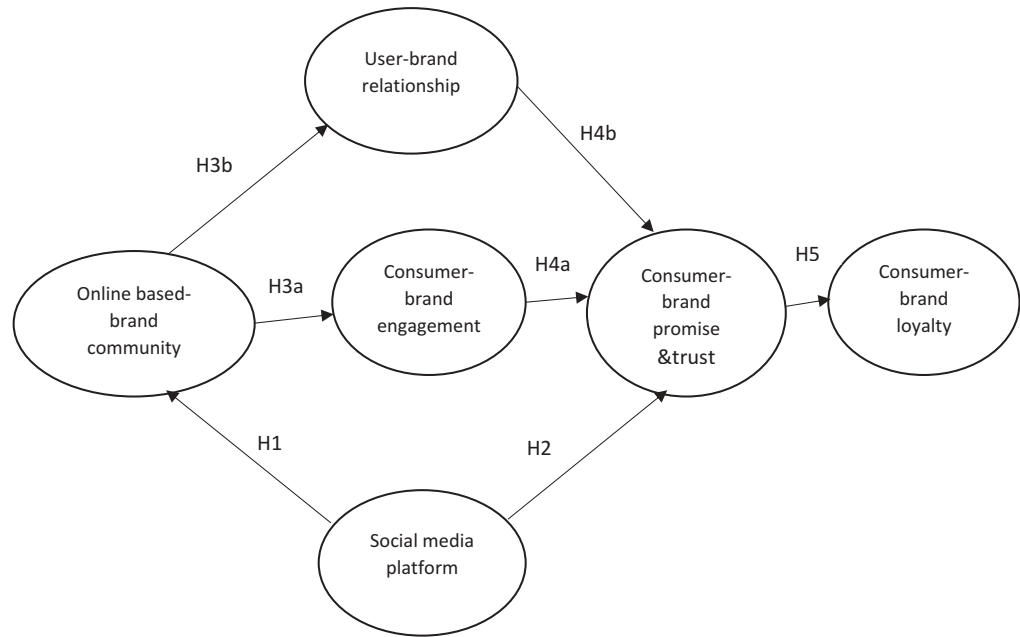 User-brand
relationship
H4b
H3b
Online based-
brand
community
H3a
Consumer-
brand
engagement
H4a
Consumer-
brand
promise
&trust
H5
Consumer-
brand
loyalty
H1
H2
Social media
platform